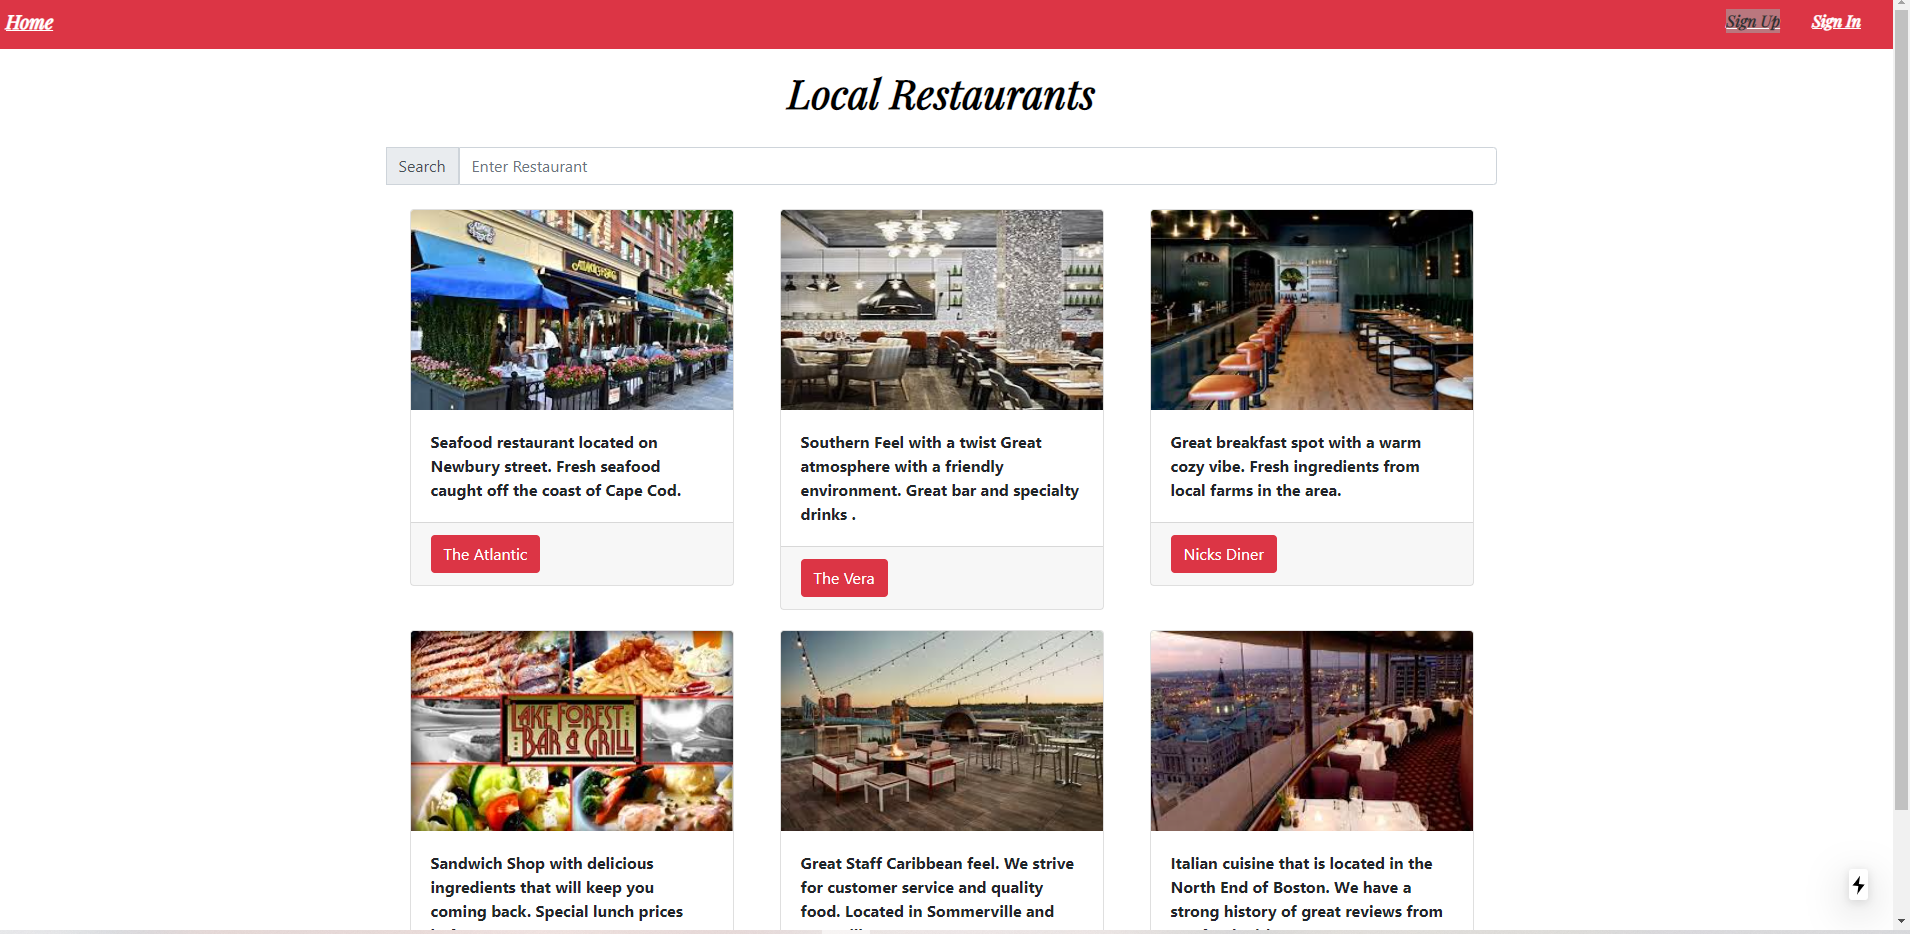 Home
Sign Up
Sign In
Local Restaurants
Search
Enter Restaurant
Seafood restaurant located on
Newbury street. Fresh seafood
caught off the coast of Cape Cod.
The Atlantic
Southern Feel with a twist Great
atmosphere with a friendly
environment. Great bar and specialty
drinks .
The Vera
Great breakfast spot with a warm
cozy vibe. Fresh ingredients from
local farms in the area.
Nicks Diner
LAKE FOREST
BAR & GRILL
Sandwich Shop with delicious
ingredients that will keep you
coming back. Special lunch prices
Great Staff Caribbean feel. We strive
for customer service and quality
food. Located in Sommerville and
Italian cuisine that is located in the
North End of Boston. We have a
strong history of great reviews from